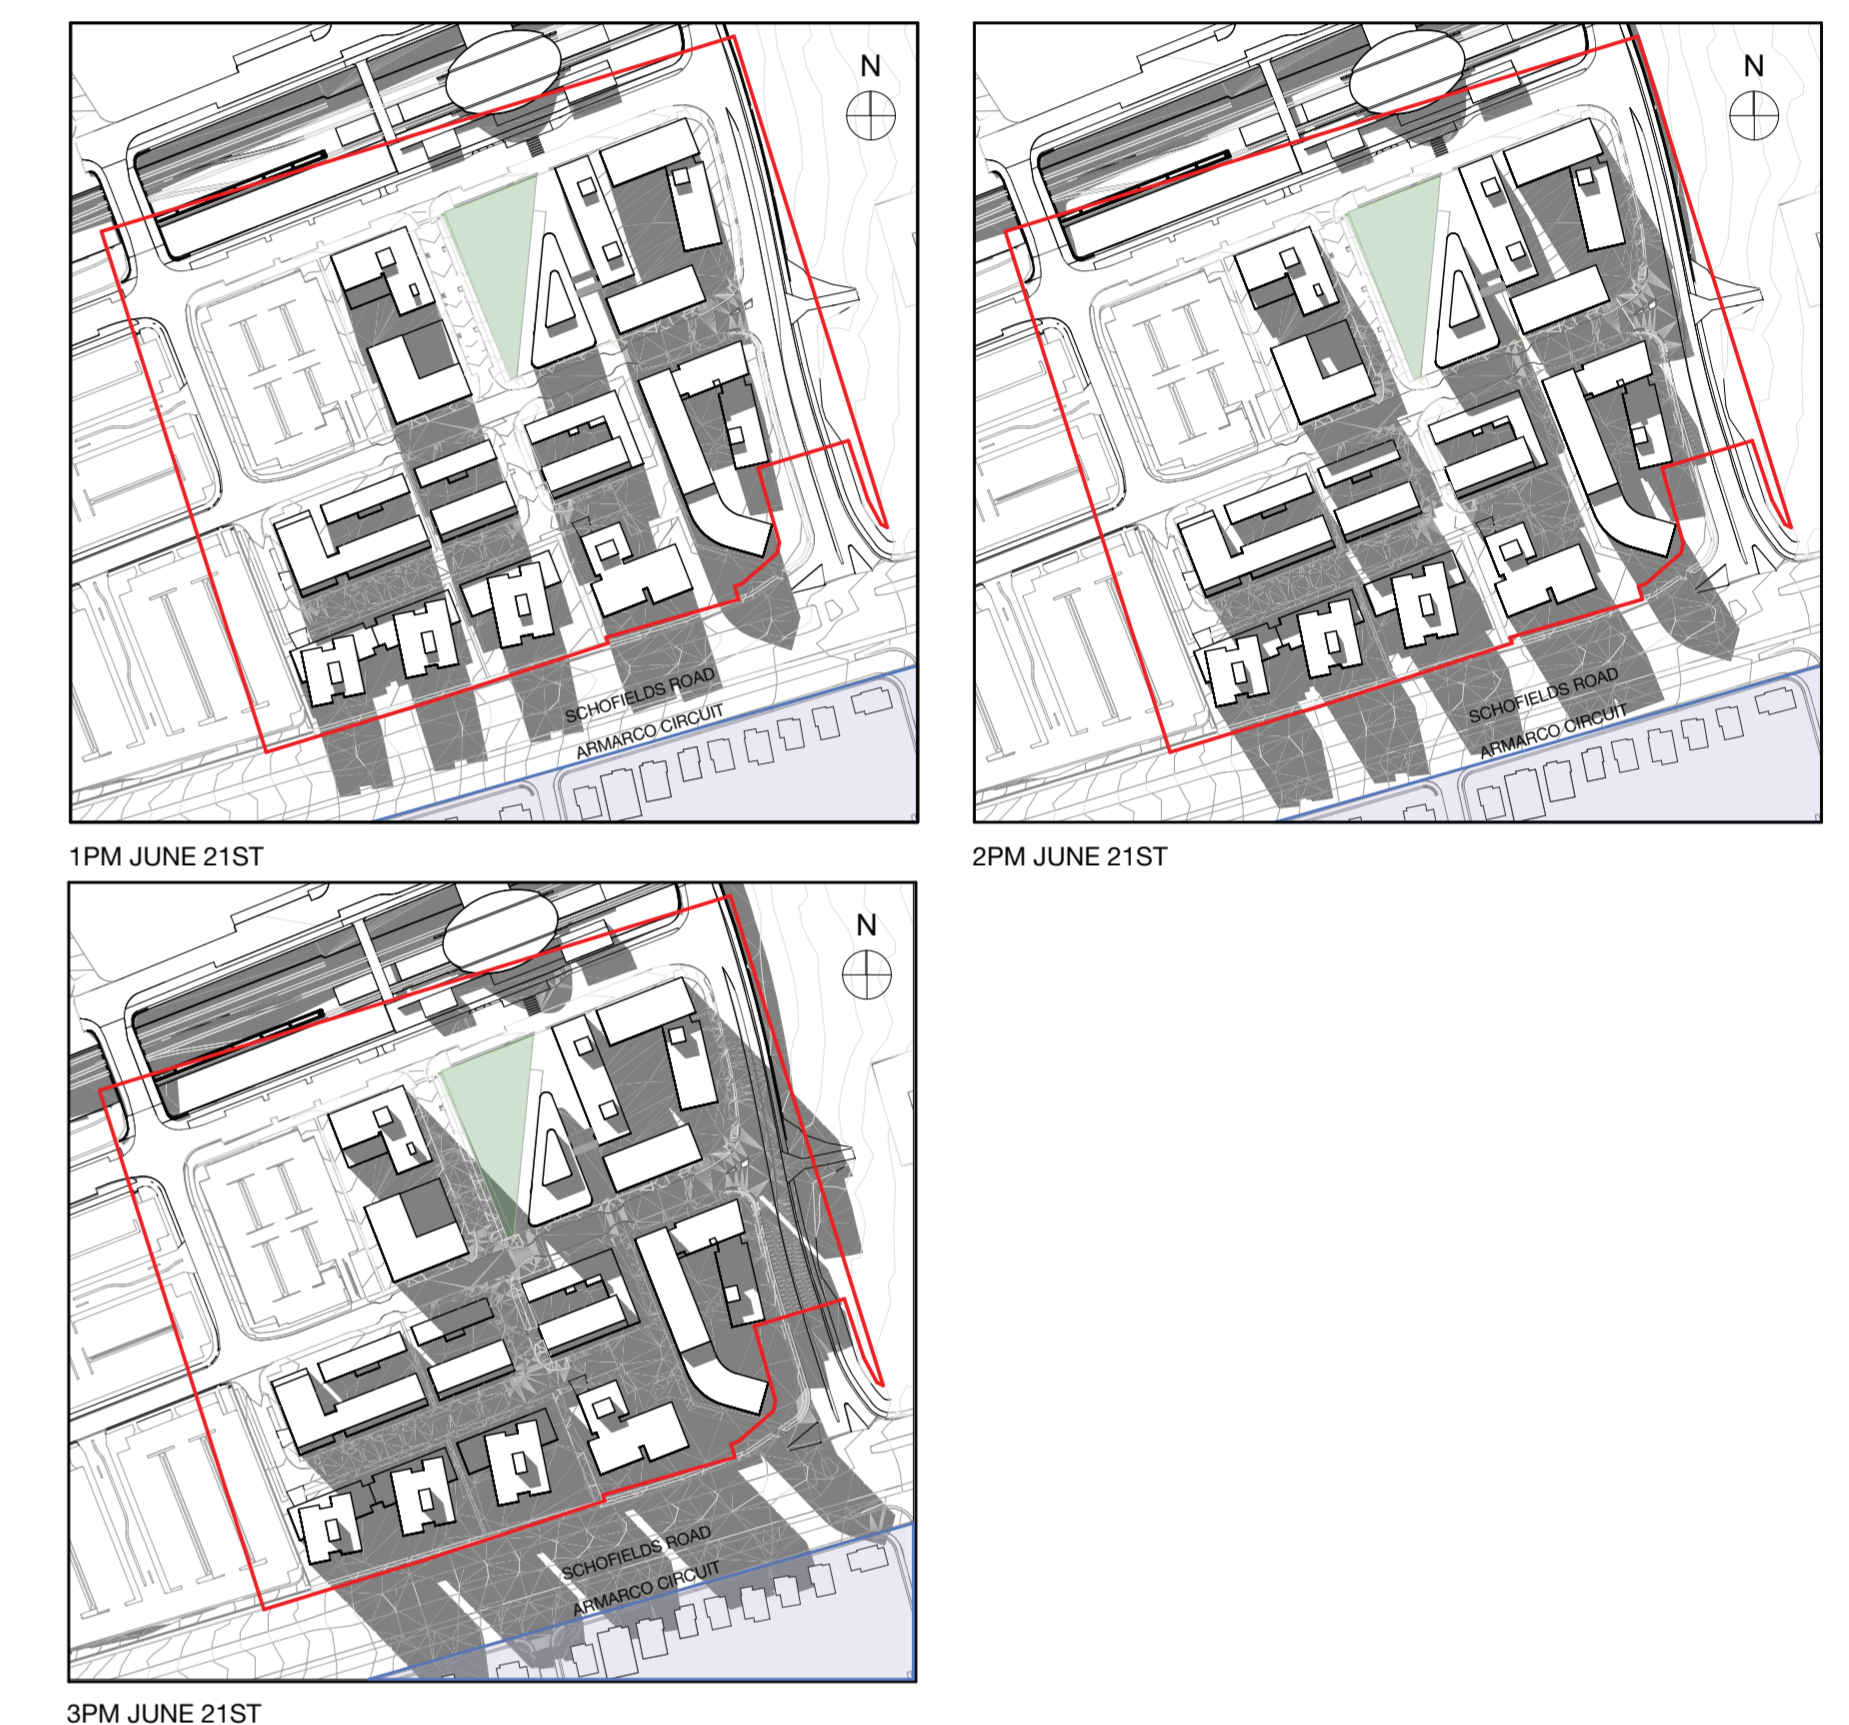 N
SCHOFIELDS ROAD
ARMARCO CIRCUIT
1PM JUNE 21ST
N
SCHOFIELDS ROAD
ARMARCO CIRCUIT
2PM JUNE 21ST
N
SCHOFIELDS ROAD
ARMARCO CIRCUIT
3PM JUNE 21ST